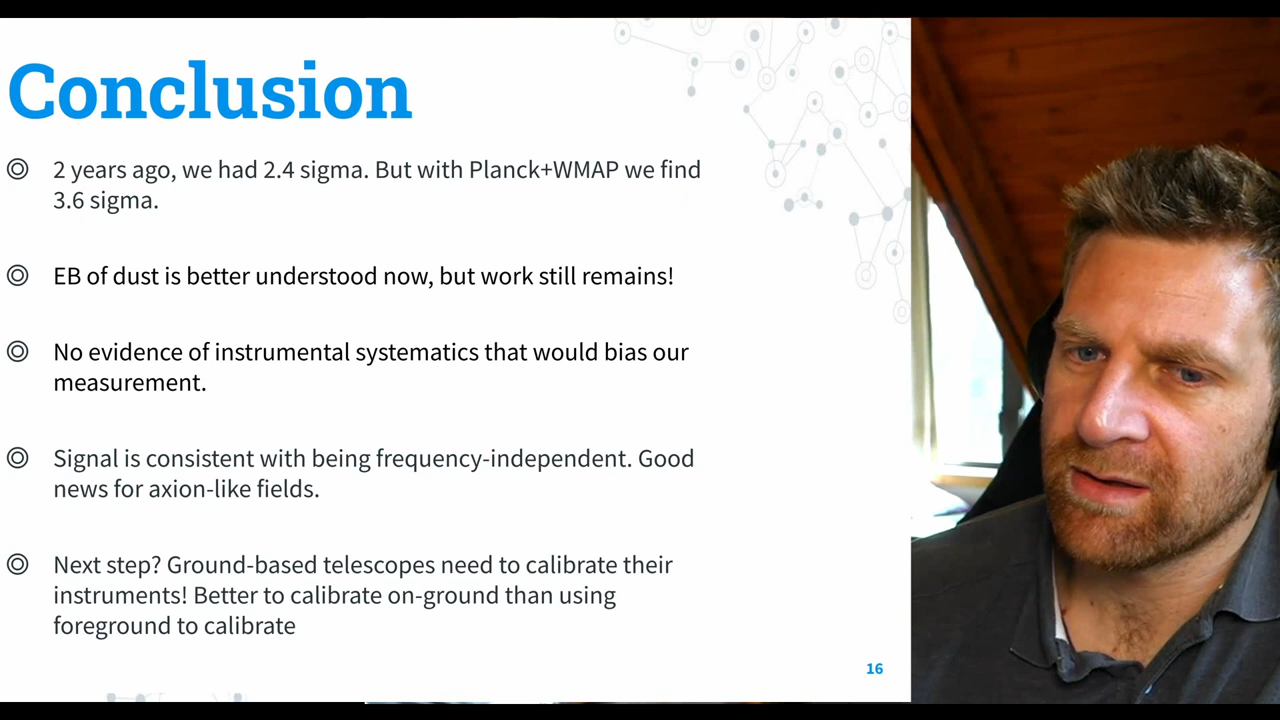 Conclusion
2 years ago, we had 2.4 sigma. But with Planck+WMAP we find
3.6 sigma.
EB of dust is better understood now, but work still remains!
No evidence of instrumental systematics that would bias our
measurement.
Signal is consistent with being frequency-independent. Good
news for axion-like fields.
Next step? Ground-based telescopes need to calibrate their
instruments! Better to calibrate on-ground than using
foreground to calibrate
16